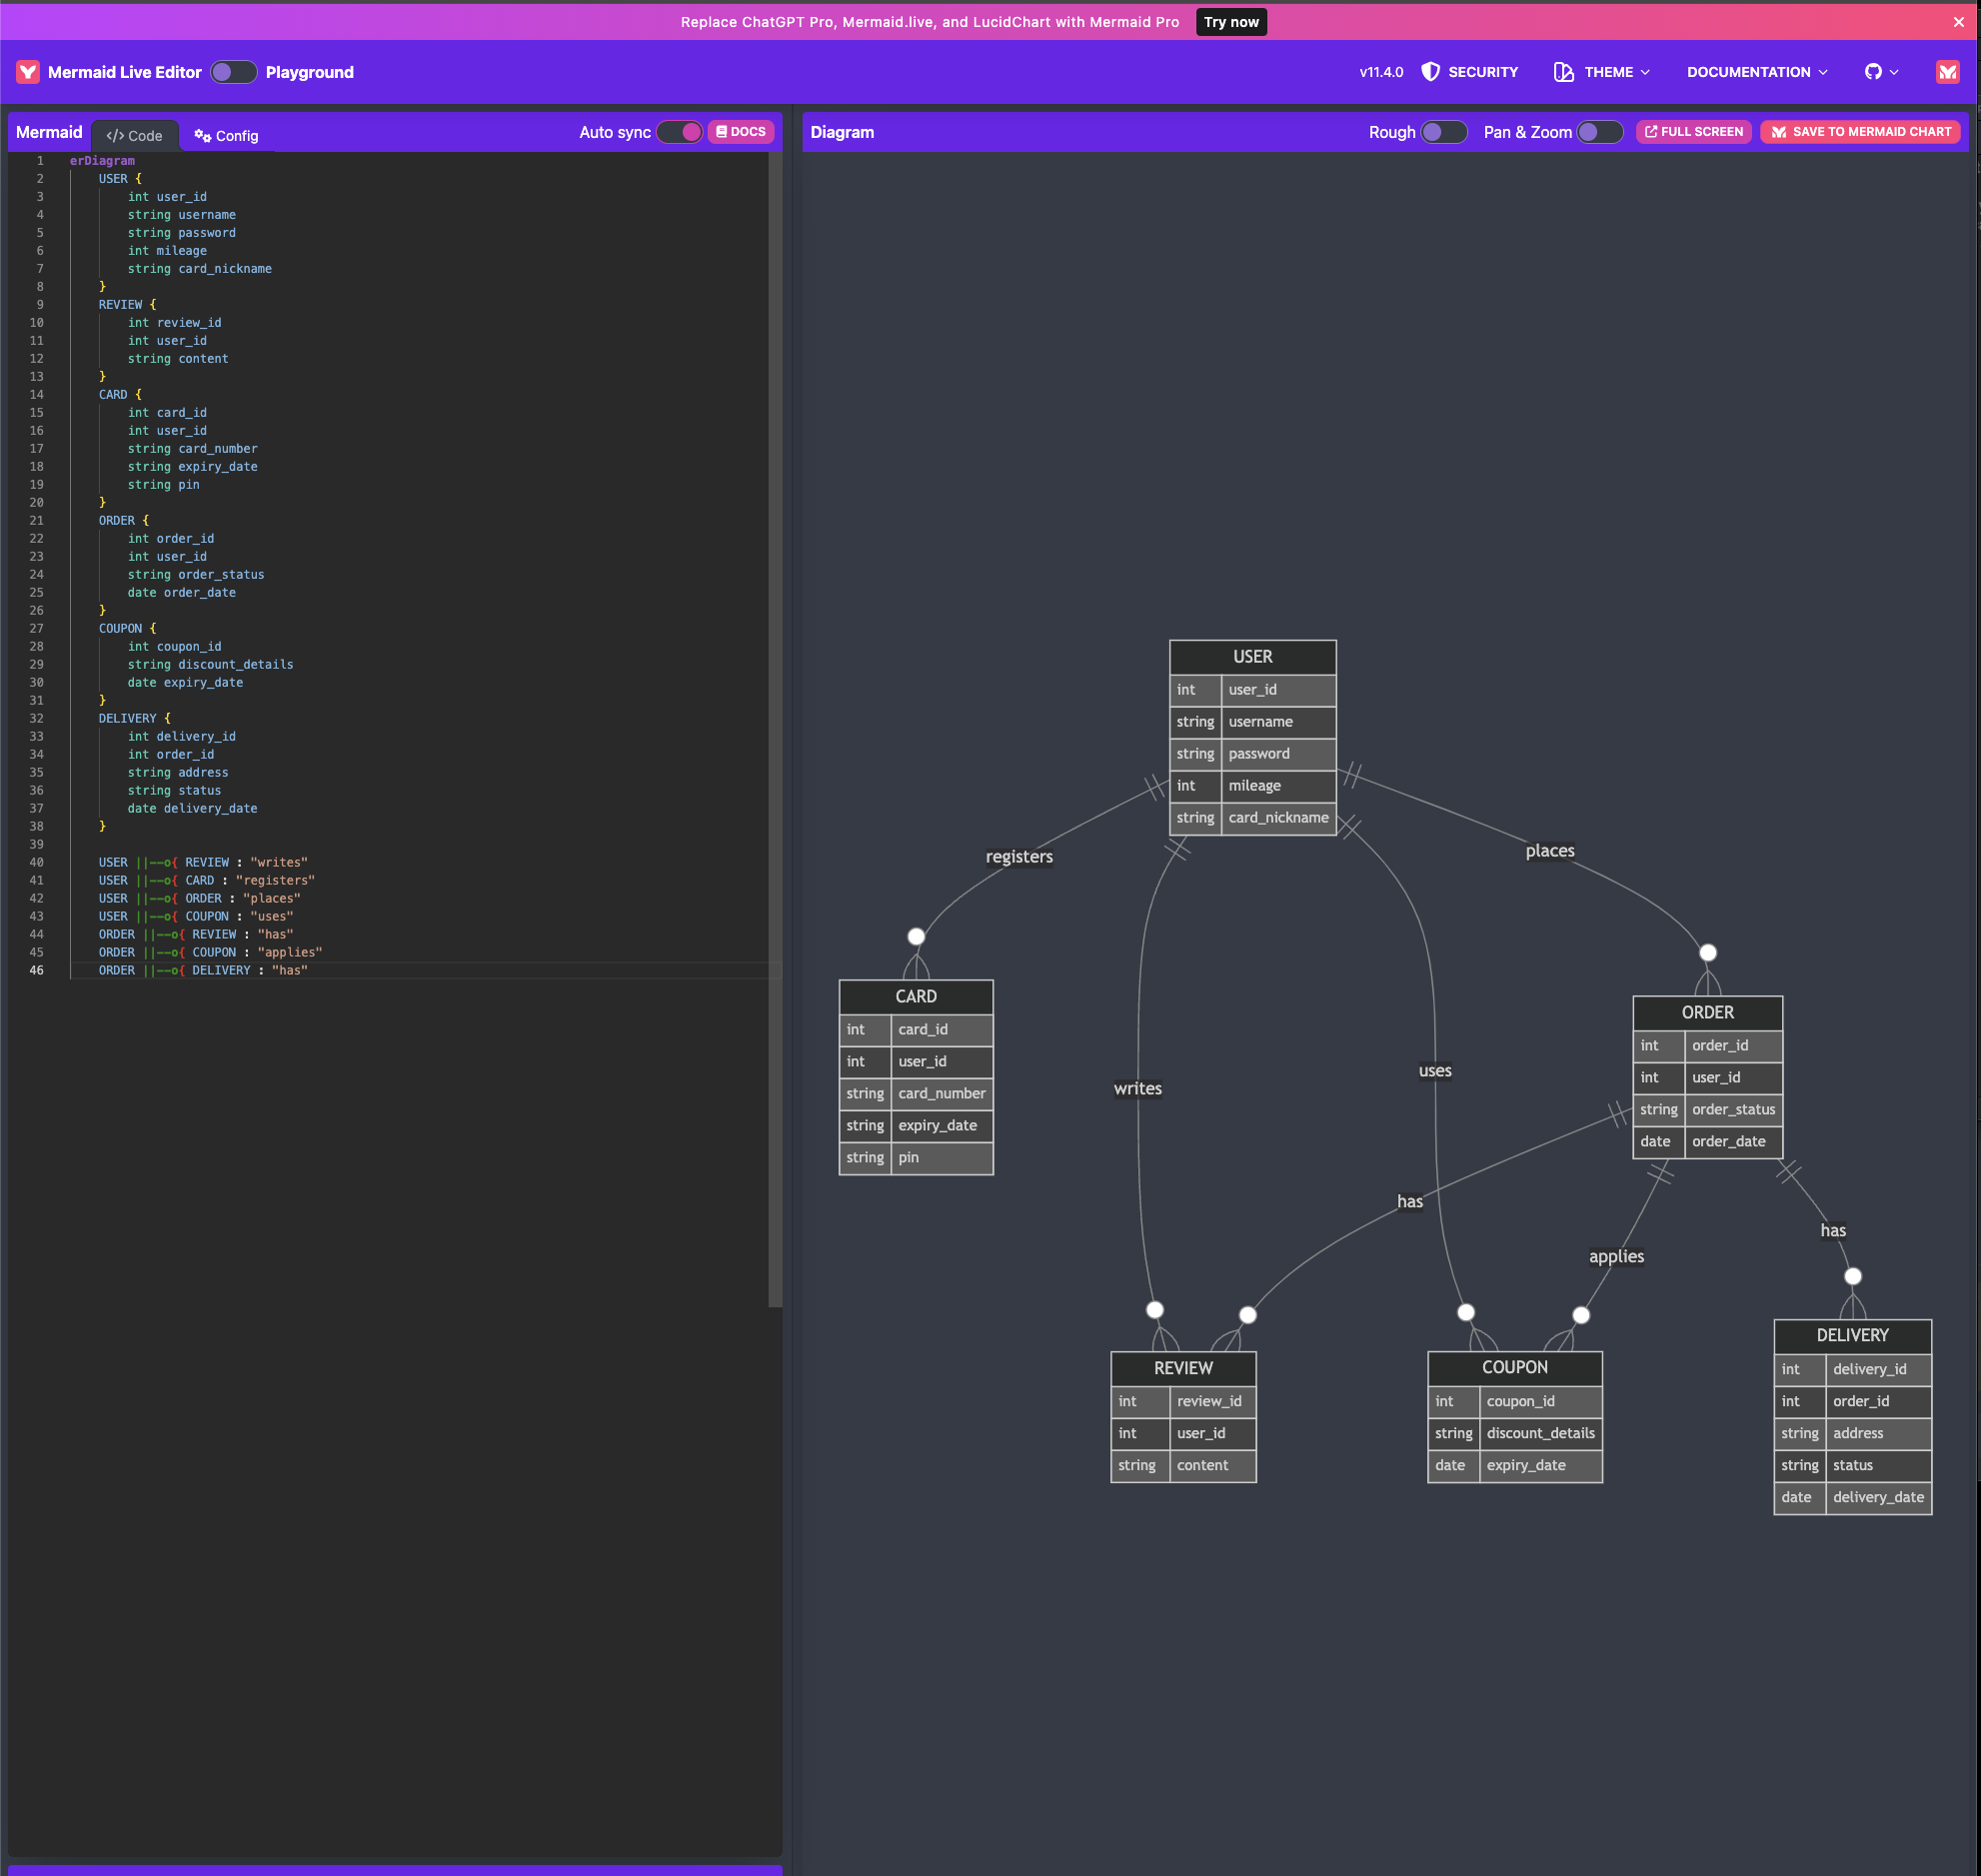 Replace ChatGPT Pro, Mermaid.live, and LucidChart with Mermaid Pro Try now
Mermaid Live Editor Playground v11.4.0 SECURITY THEME DOCUMENTATION
Mermaid </> Code Config Auto sync DOCS
1 erDiagram
2 USER {
3 int user_id
4 string username
5 string password
6 int mileage
7 string card_nickname
8 }
9 REVIEW {
10 int review_id
11 int user_id
12 string content
13 }
14 CARD {
15 int card_id
16 int user_id
17 string card_number
18 string expiry_date
19 string pin
20 }
21 ORDER {
22 int order_id
23 int user_id
24 string order_status
25 date order_date
26 }
27 COUPON {
28 int coupon_id
29 string discount_details
30 date expiry_date
31 }
32 DELIVERY {
33 int delivery_id
34 int order_id
35 string address
36 string status
37 date delivery_date
38 }
39
40 USER ||--o{ REVIEW : "writes"
41 USER ||--o{ CARD : "registers"
42 USER ||--o{ ORDER : "places"
43 USER ||--o{ COUPON : "uses"
44 ORDER ||--o{ REVIEW : "has"
45 ORDER ||--o{ COUPON : "applies"
46 ORDER ||--o{ DELIVERY : "has"
Diagram Rough Pan & Zoom FULL SCREEN SAVE TO MERMAID CHART
USER
int user_id
string username
string password
int mileage
string card_nickname
registers
places
writes
uses
has
applies
has
CARD
int card_id
int user_id
string card_number
string expiry_date
string pin
ORDER
int order_id
int user_id
string order_status
date order_date
REVIEW
int review_id
int user_id
string content
COUPON
int coupon_id
string discount_details
date expiry_date
DELIVERY
int delivery_id
int order_id
string address
string status
date delivery_date